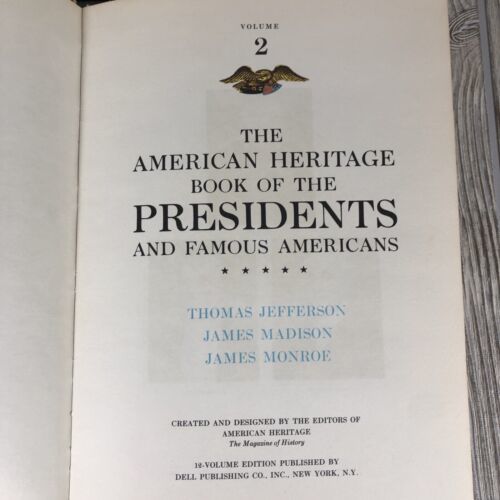 VOLUME
2
THE
AMERICAN HERITAGE
BOOK OF THE
PRESIDENTS
AND FAMOUS AMERICANS
★ ★ ★ ★ ★
THOMAS JEFFERSON
JAMES MADISON
JAMES MONROE
CREATED AND DESIGNED BY THE EDITORS OF
AMERICAN HERITAGE
The Magazine of History
12-VOLUME EDITION PUBLISHED BY
DELL PUBLISHING CO., INC., NEW YORK, N.Y.